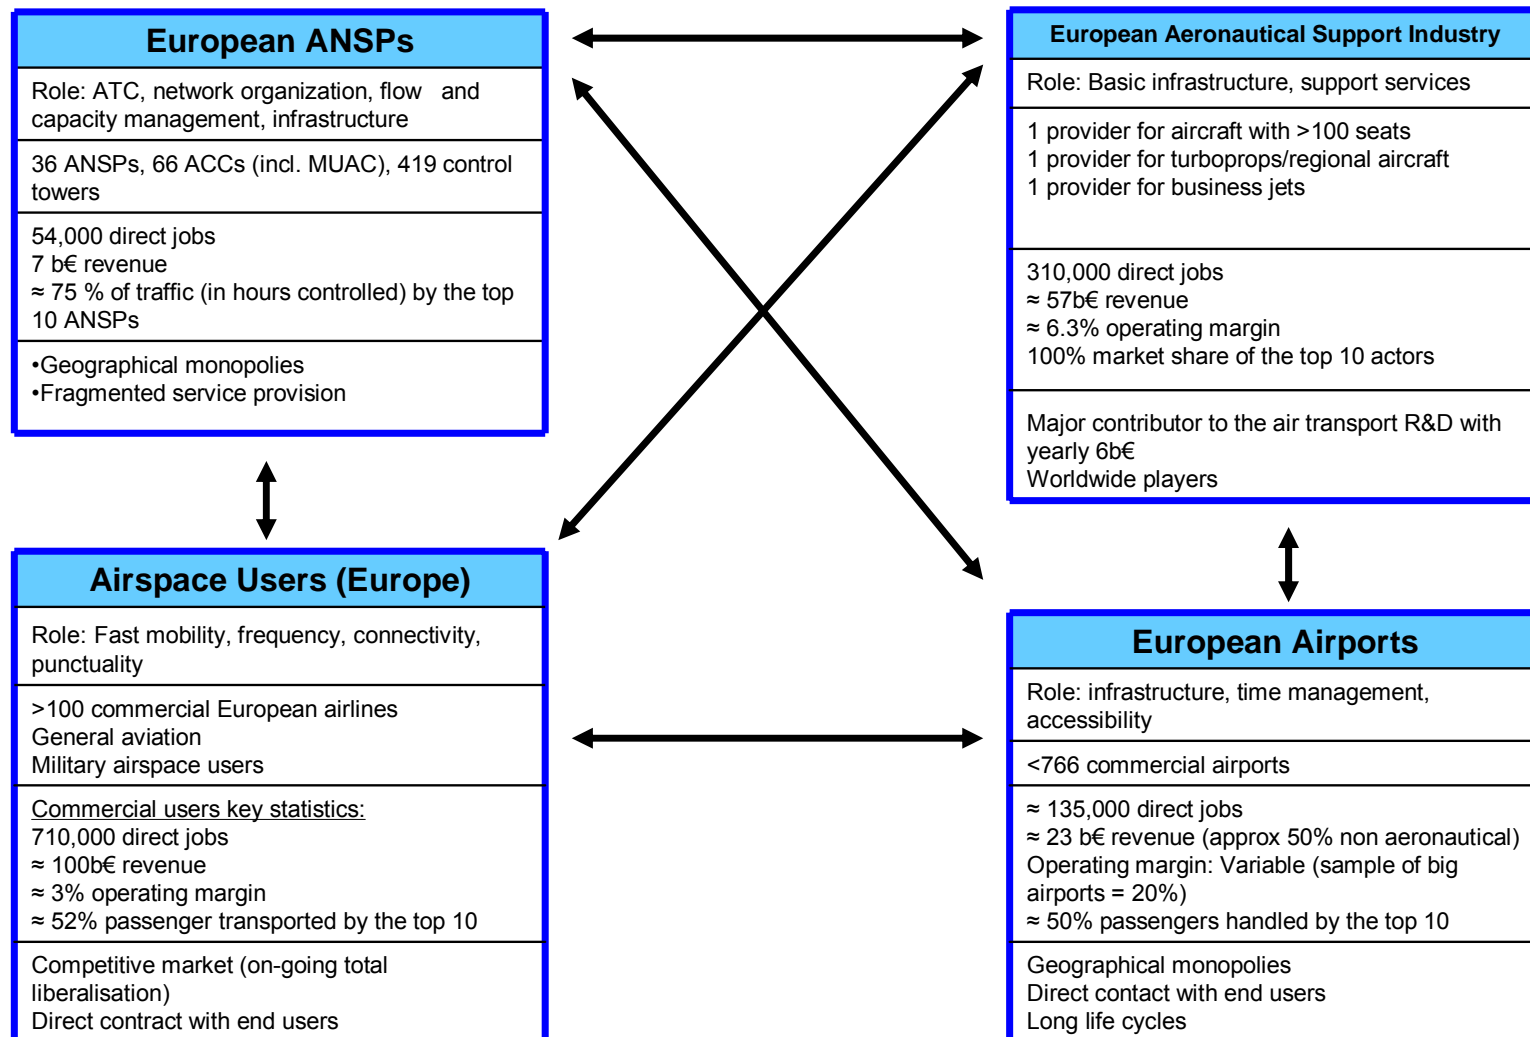 European ANSPs
Role: ATC, network organization, flow and
capacity management, infrastructure
36 ANSPs, 66 ACCs (incl. MUAC), 419 control
towers
54,000 direct jobs
7 b€ revenue
≈ 75 % of traffic (in hours controlled) by the top
10 ANSPs
•Geographical monopolies
•Fragmented service provision
European Aeronautical Support Industry
Role: Basic infrastructure, support services
1 provider for aircraft with >100 seats
1 provider for turboprops/regional aircraft
1 provider for business jets
310,000 direct jobs
≈ 57b€ revenue
≈ 6.3% operating margin
100% market share of the top 10 actors
Major contributor to the air transport R&D with
yearly 6b€
Worldwide players
Airspace Users (Europe)
Role: Fast mobility, frequency, connectivity,
punctuality
>100 commercial European airlines
General aviation
Military airspace users
Commercial users key statistics:
710,000 direct jobs
≈ 100b€ revenue
≈ 3% operating margin
≈ 52% passenger transported by the top 10
Competitive market (on-going total
liberalisation)
Direct contract with end users
European Airports
Role: infrastructure, time management,
accessibility
<766 commercial airports
≈ 135,000 direct jobs
≈ 23 b€ revenue (approx 50% non aeronautical)
Operating margin: Variable (sample of big
airports = 20%)
≈ 50% passengers handled by the top 10
Geographical monopolies
Direct contact with end users
Long life cycles